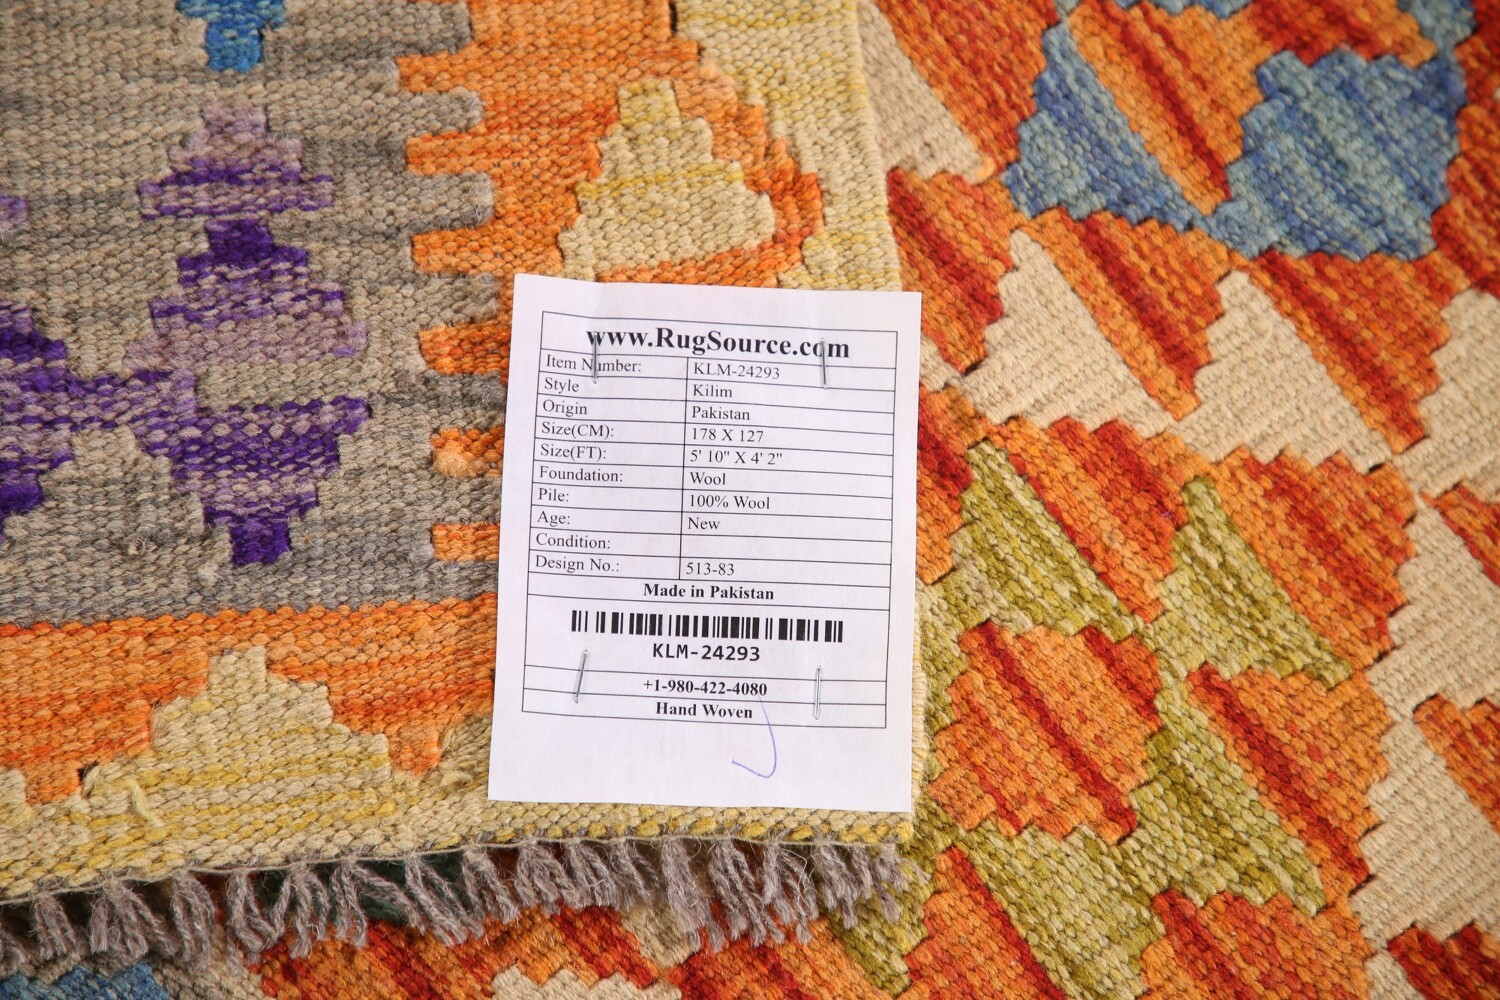 www.RugSource.com
Item Number: KLM-24293
Style Kilim
Origin Pakistan
Size(CM): 178 X 127
Size(FT): 5' 10" X 4' 2"
Foundation: Wool
Pile: 100% Wool
Age: New
Condition:
Design No.: 513-83
Made in Pakistan
KLM-24293
+1-980-422-4080
Hand Woven